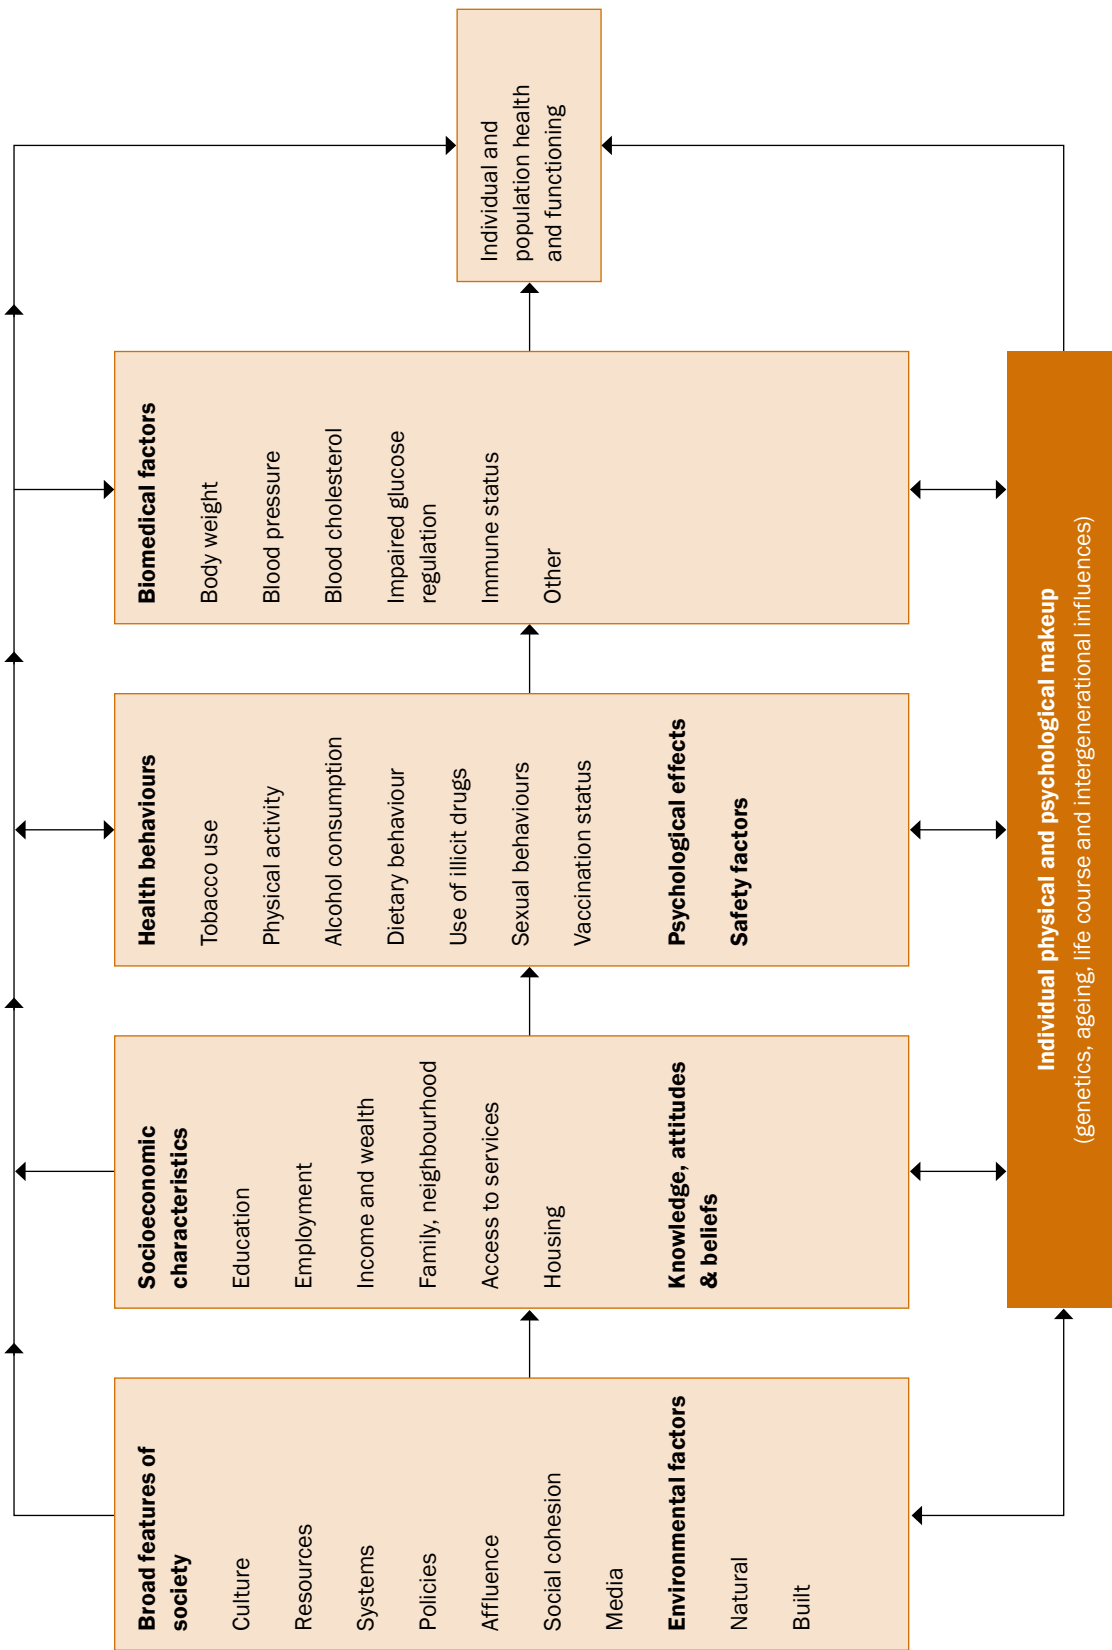 Broad features of
society
Culture
Resources
Systems
Policies
Affluence
Social cohesion
Media
Environmental factors
Natural
Built
Socioeconomic
characteristics
Education
Employment
Income and wealth
Family, neighbourhood
Access to services
Housing
Knowledge, attitudes
& beliefs
Health behaviours
Tobacco use
Physical activity
Alcohol consumption
Dietary behaviour
Use of illicit drugs
Sexual behaviours
Vaccination status
Psychological effects
Safety factors
Biomedical factors
Body weight
Blood pressure
Blood cholesterol
Impaired glucose
regulation
Immune status
Other
Individual and
population health
and functioning
Individual physical and psychological makeup
(genetics, ageing, life course and intergenerational influences)